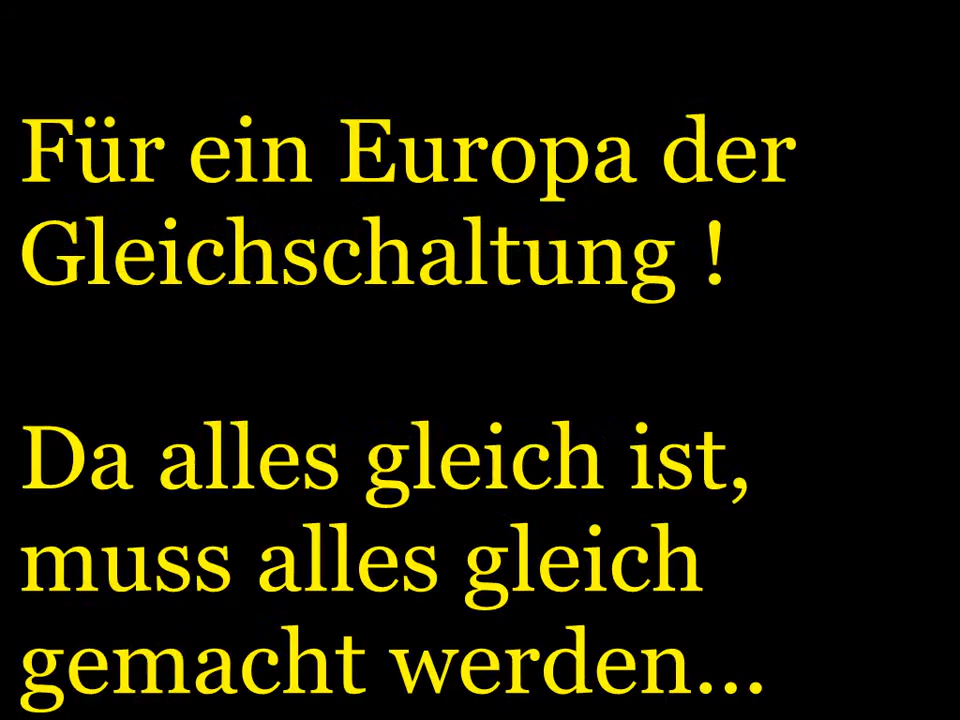 Für ein Europa der
Gleichschaltung !
Da alles gleich ist,
muss alles gleich
gemacht werden...